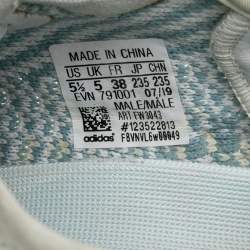 MADE IN CHINA
US UK FR JP CHN
5½ 5 38 235 235
EVN 791001 07/19
MALE/MÂLE
ART FW3043
#123522813
adidas F8VNVL6w00049